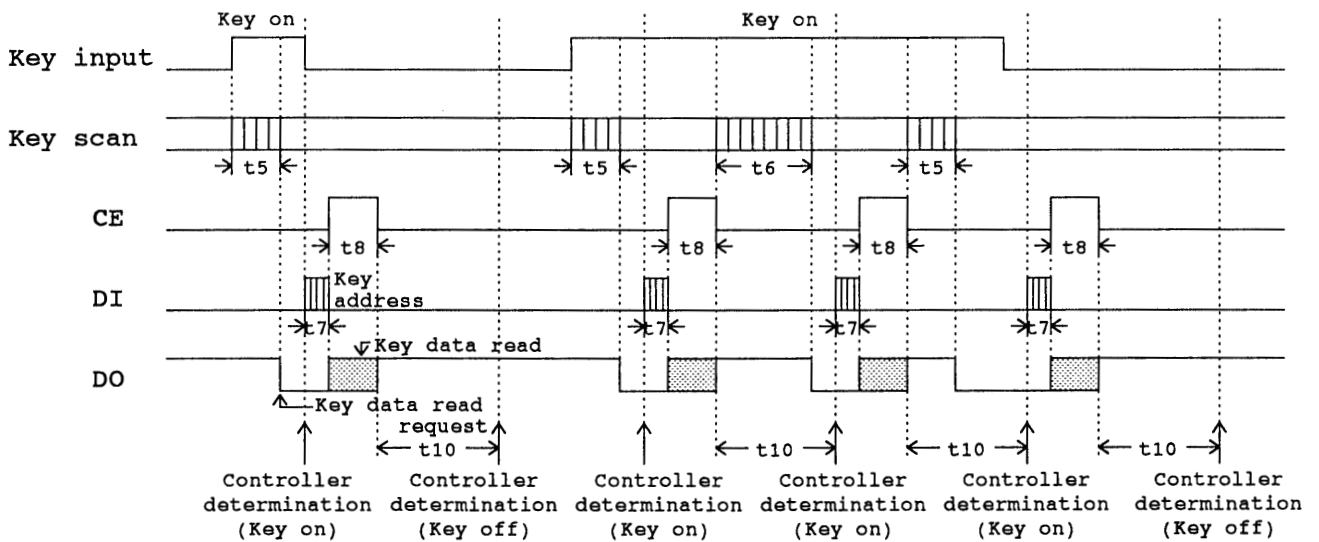 Key on
Key on
Key input
Key scan
t5
t5
t6
t5
CE
t8
t8
t8
t8
DI
Key
address
t7
t7
t7
t7
Key data read
DO
Key data read
request
t10
t10
t10
t10
Controller
determination
(Key on)
Controller
determination
(Key off)
Controller
determination
(Key on)
Controller
determination
(Key on)
Controller
determination
(Key on)
Controller
determination
(Key off)